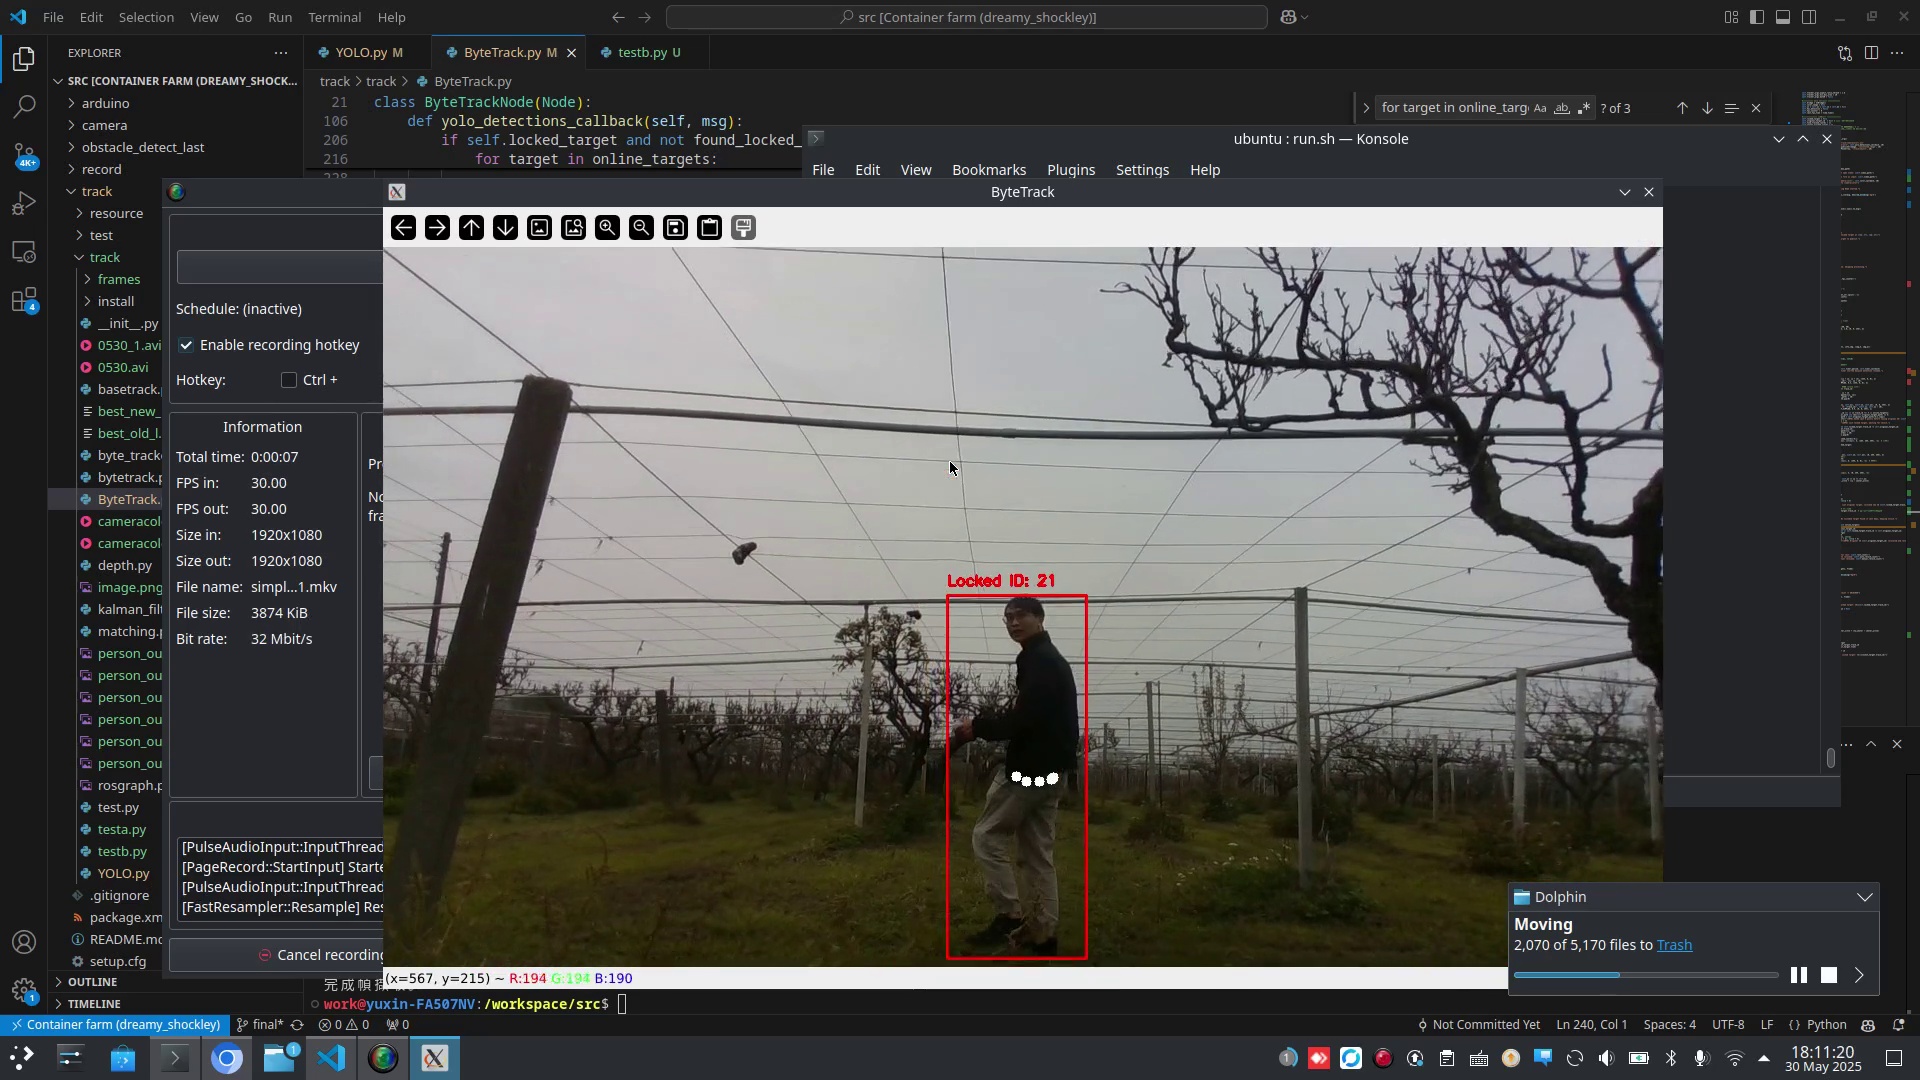 File Edit Selection View Go Run Terminal Help
src [Container farm (dreamy_shockley)]
EXPLORER
SRC [CONTAINER FARM (DREAMY_SHOCK...
arduino
camera
obstacle_detect_last
record
track
resource
test
track
frames
install
__init__.py
0530_1.avi
0530.avi
basetrack.
best_new_
best_old_l.
byte_tracke
bytetrack.p
ByteTrack.
cameracol
cameracol
depth.py
image.png
kalman_filt
matching.p
person_ou
person_ou
person_ou
person_ou
person_ou
person_ou
rosgraph.p
test.py
testa.py
testb.py
YOLO.py
.gitignore
package.xm
README.md
setup.cfg
OUTLINE
TIMELINE
4K+
4
1
YOLO.py M
ByteTrack.py M
testb.py U
track > track > ByteTrack.py
21 class ByteTrackNode(Node):
106 def yolo_detections_callback(self, msg):
206 if self.locked_target and not found_locked_
216 for target in online_targets:
for target in online_targ Aa ab ? of 3
ubuntu : run.sh — Konsole
File Edit View Bookmarks Plugins Settings Help
ByteTrack
Schedule: (inactive)
Enable recording hotkey
Hotkey: Ctrl +
Information
Total time: 0:00:07
FPS in: 30.00
FPS out: 30.00
Size in: 1920x1080
Size out: 1920x1080
File name: simpl...1.mkv
File size: 3874 KiB
Bit rate: 32 Mbit/s
[PulseAudioInput::InputThread
[PageRecord::StartInput] Starte
[PulseAudioInput::InputThread
[FastResampler::Resample] Res
Cancel recording
Locked ID: 21
(x=567, y=215) ~ R:194 G:194 B:190
Dolphin
Moving
2,070 of 5,170 files to Trash
work@yuxin-FA507NV:/workspace/src$
Container farm (dreamy_shockley) final* 0 0 0
Not Committed Yet Ln 240, Col 1 Spaces: 4 UTF-8 LF {} Python
1
1
18:11:20
30 May 2025